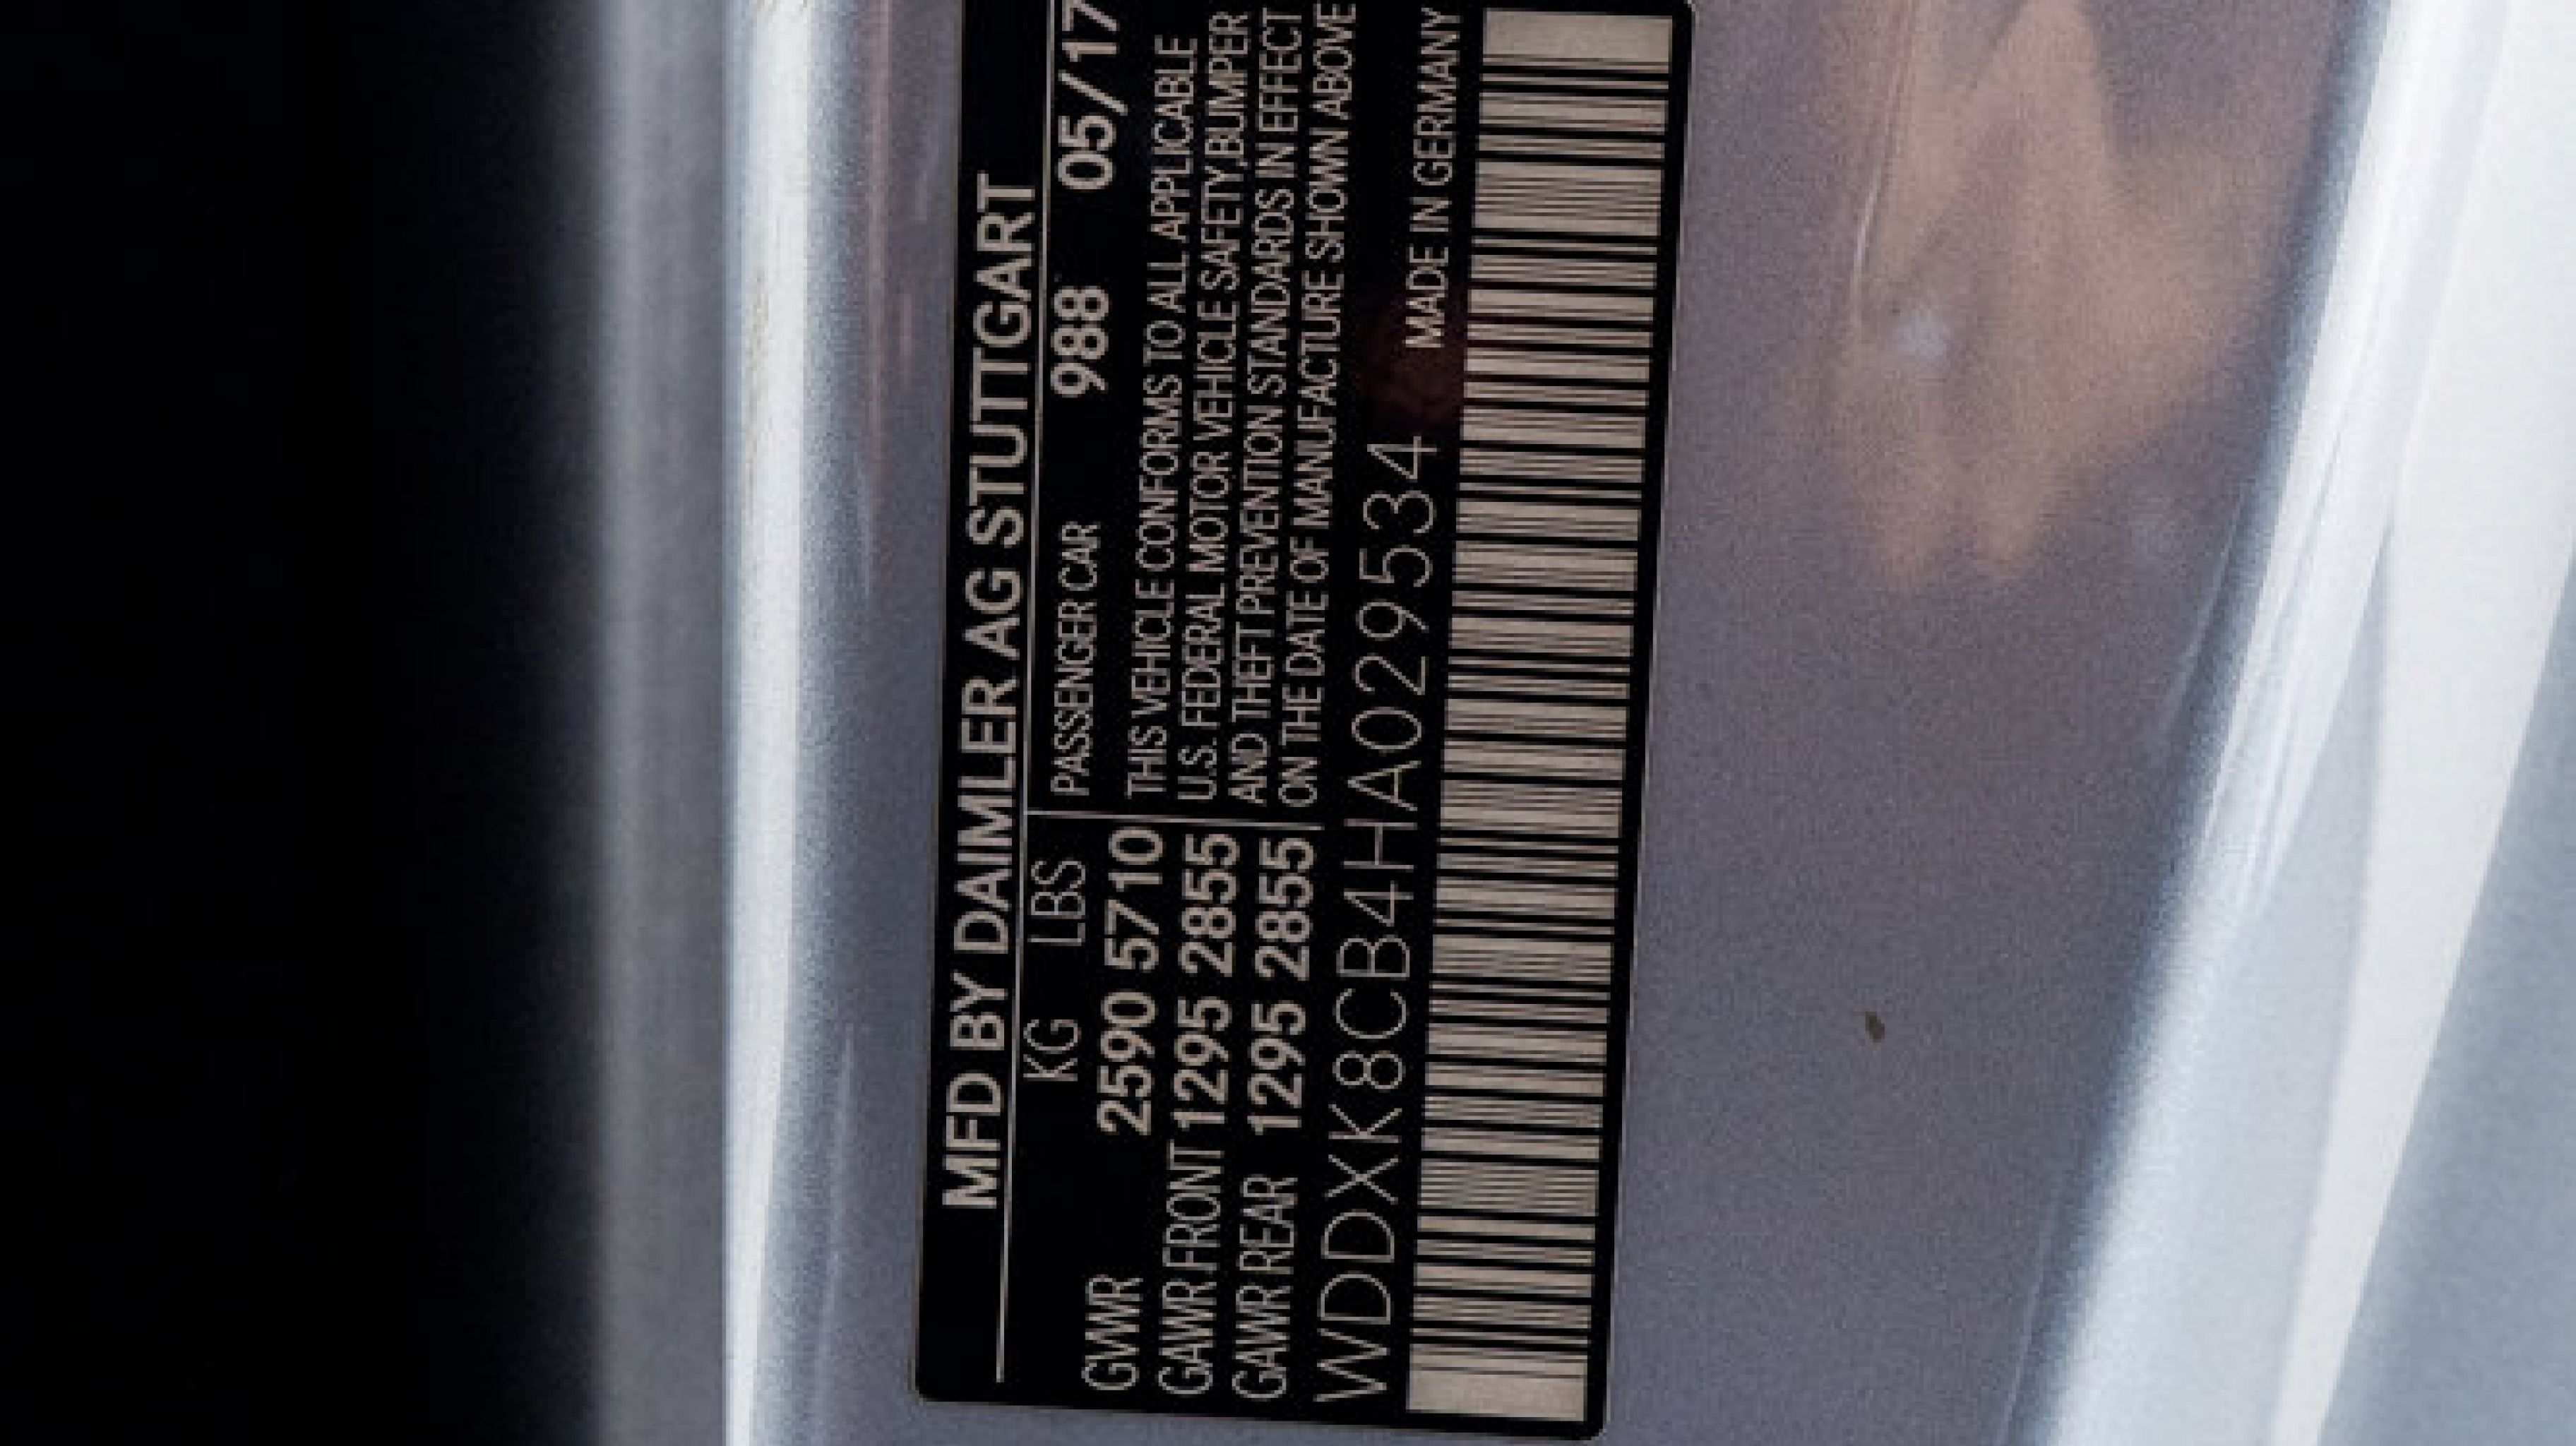 MFD BY DAIMLER AG STUTTGART
KG LBS
GVWR 2590 5710
GAWR FRONT 1295 2855
GAWR REAR 1295 2855
PASSENGER CAR 988 05/17
THIS VEHICLE CONFORMS TO ALL APPLICABLE
U.S. FEDERAL MOTOR VEHICLE SAFETY,BUMPER
AND THEFT PREVENTION STANDARDS IN EFFECT
ON THE DATE OF MANUFACTURE SHOWN ABOVE
WDDXK8CB4HA029534
MADE IN GERMANY